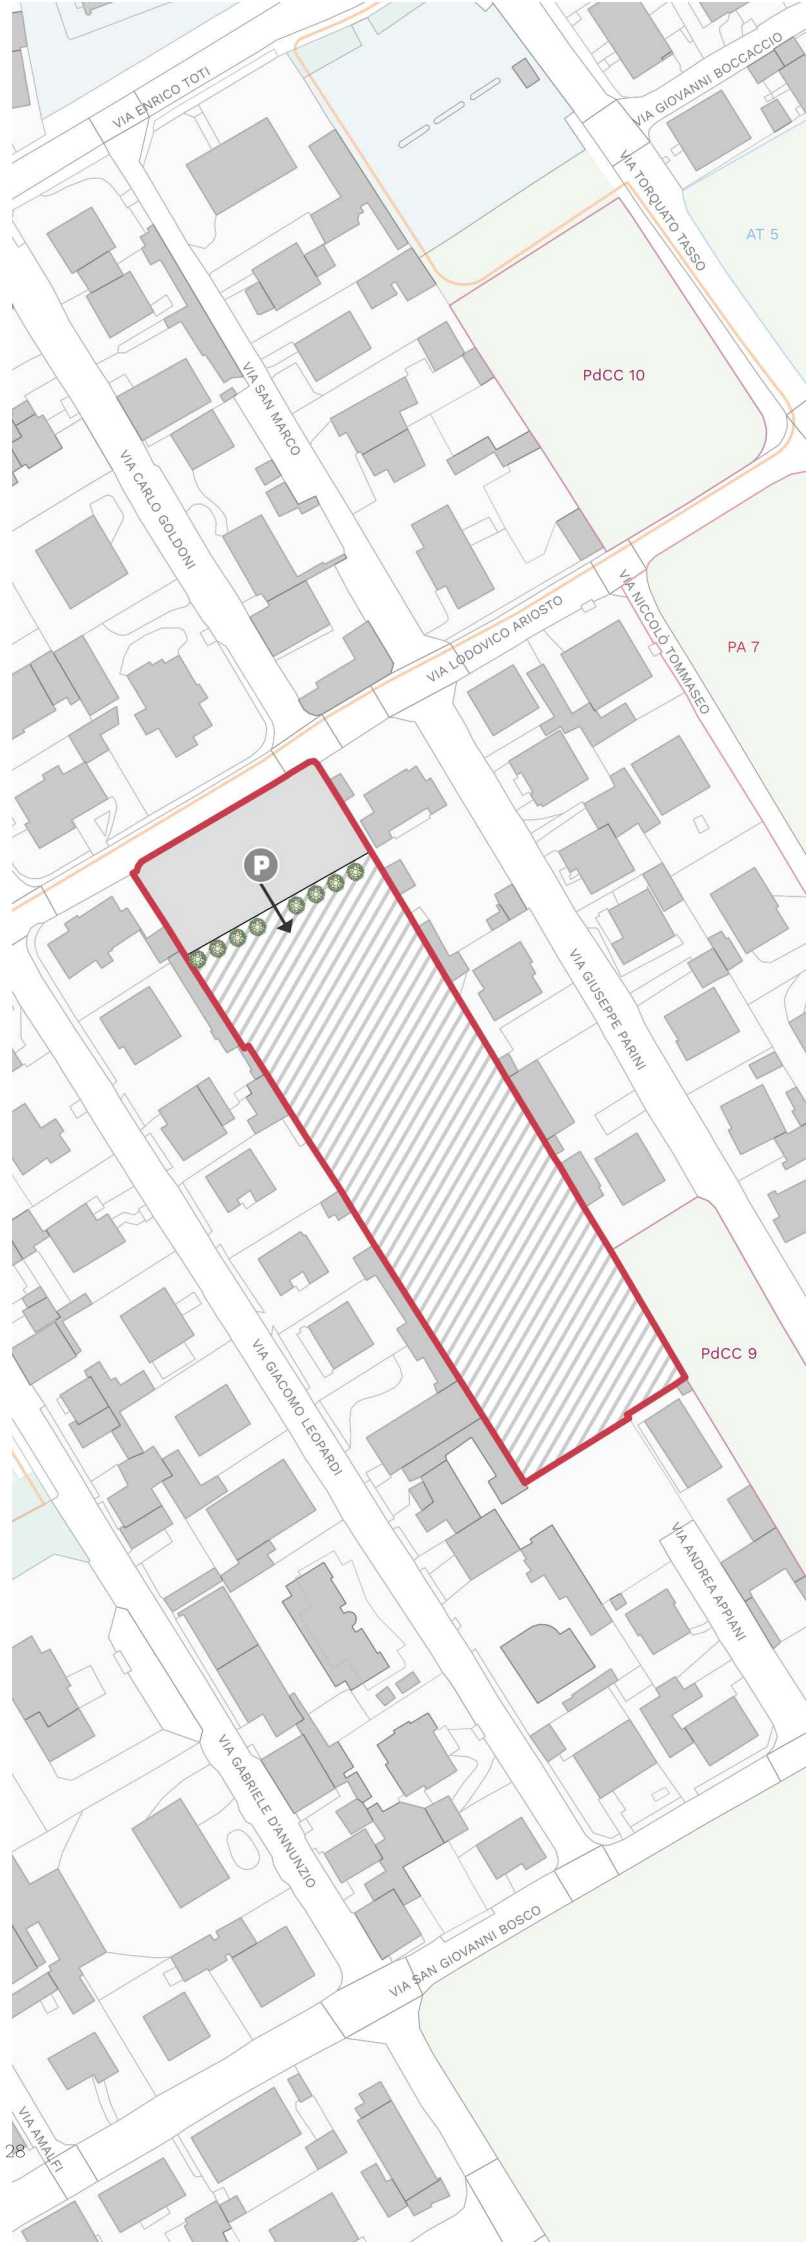 VIA ENRICO TOTI
VIA GIOVANNI BOCCACCIO
VIA TORQUATO TASSO
AT 5
PdCC 10
VIA SAN MARCO
VIA CARLO GOLDONI
VIA LODOVICO ARIOSTO
VIA NICCOLÒ TOMMASEO
PA 7
P
VIA GIUSEPPE PARINI
PdCC 9
VIA GIACOMO LEOPARDI
VIA ANDREA APPIANI
VIA GABRIELE D'ANNUNZIO
VIA SAN GIOVANNI BOSCO
VIA AMALFI
28